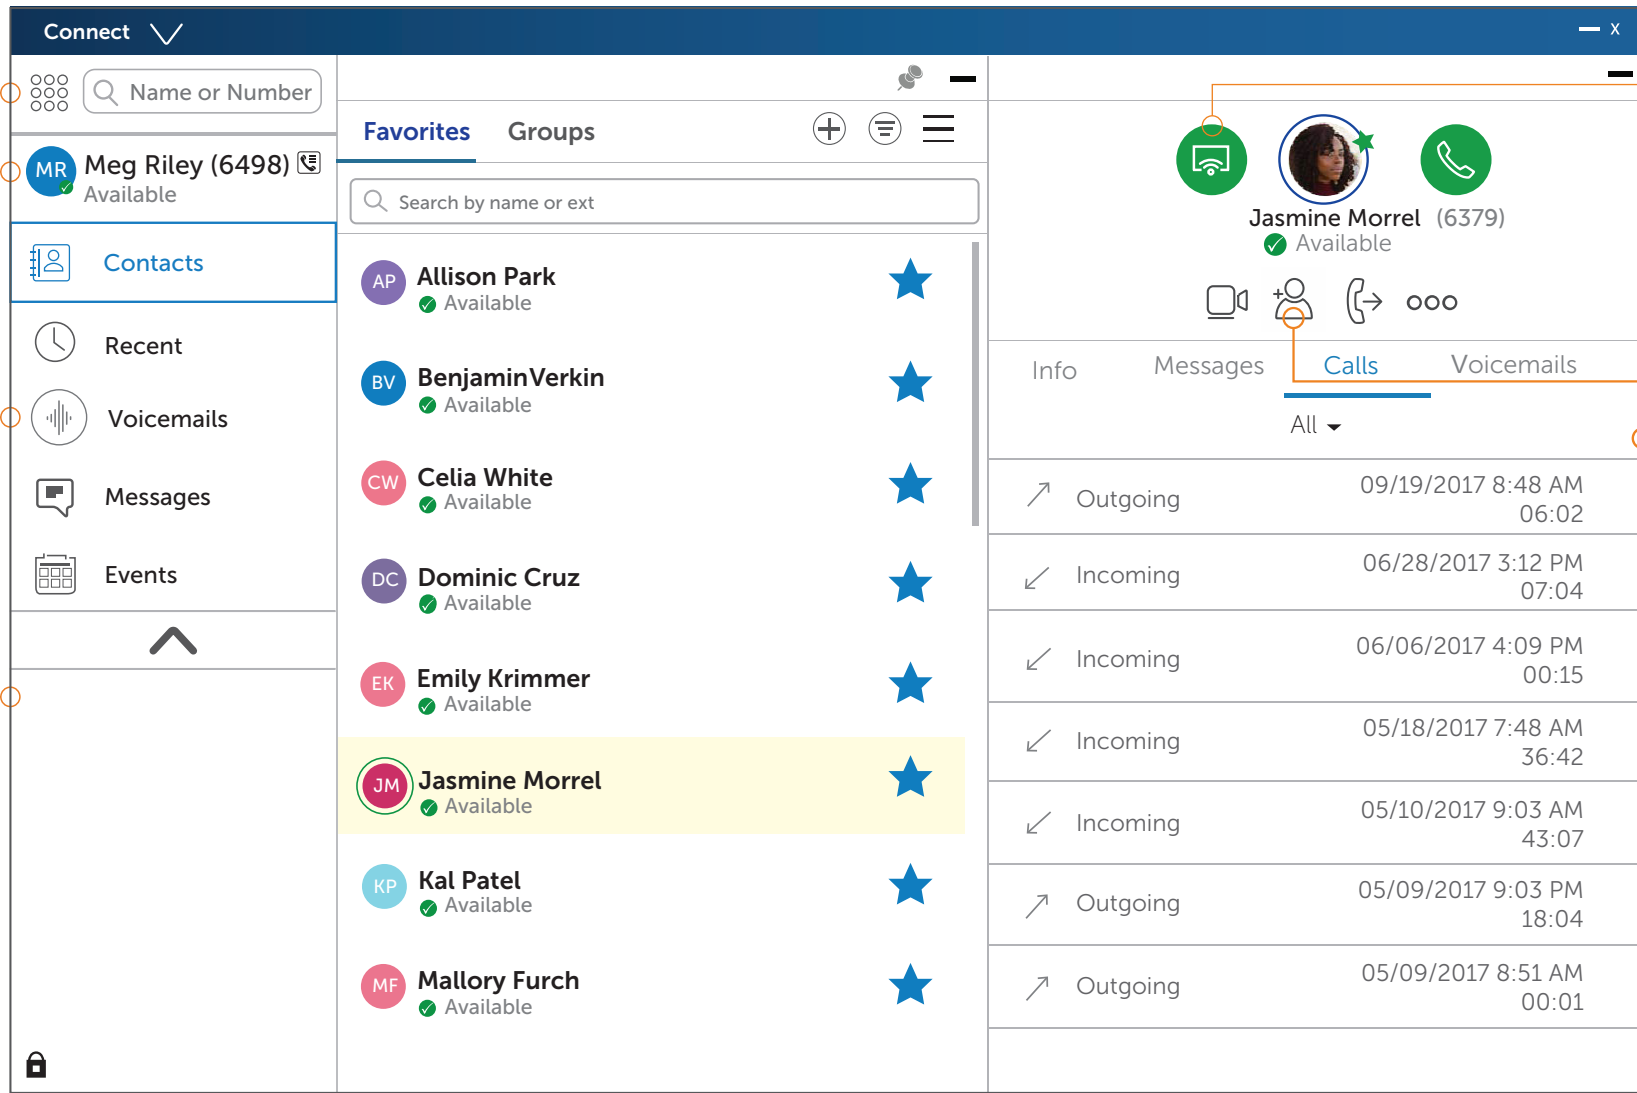 Connect
x
Name or Number
MR
Meg Riley (6498)
Available
Contacts
Recent
Voicemails
Messages
Events
Favorites Groups
Search by name or ext
AP
Allison Park
Available
BV
BenjaminVerkin
Available
CW
Celia White
Available
DC
Dominic Cruz
Available
EK
Emily Krimmer
Available
JM
Jasmine Morrel
Available
KP
Kal Patel
Available
MF
Mallory Furch
Available
Jasmine Morrel (6379)
Available
Info Messages Calls Voicemails
All
Outgoing 09/19/2017 8:48 AM
06:02
Incoming 06/28/2017 3:12 PM
07:04
Incoming 06/06/2017 4:09 PM
00:15
Incoming 05/18/2017 7:48 AM
36:42
Incoming 05/10/2017 9:03 AM
43:07
Outgoing 05/09/2017 9:03 PM
18:04
Outgoing 05/09/2017 8:51 AM
00:01